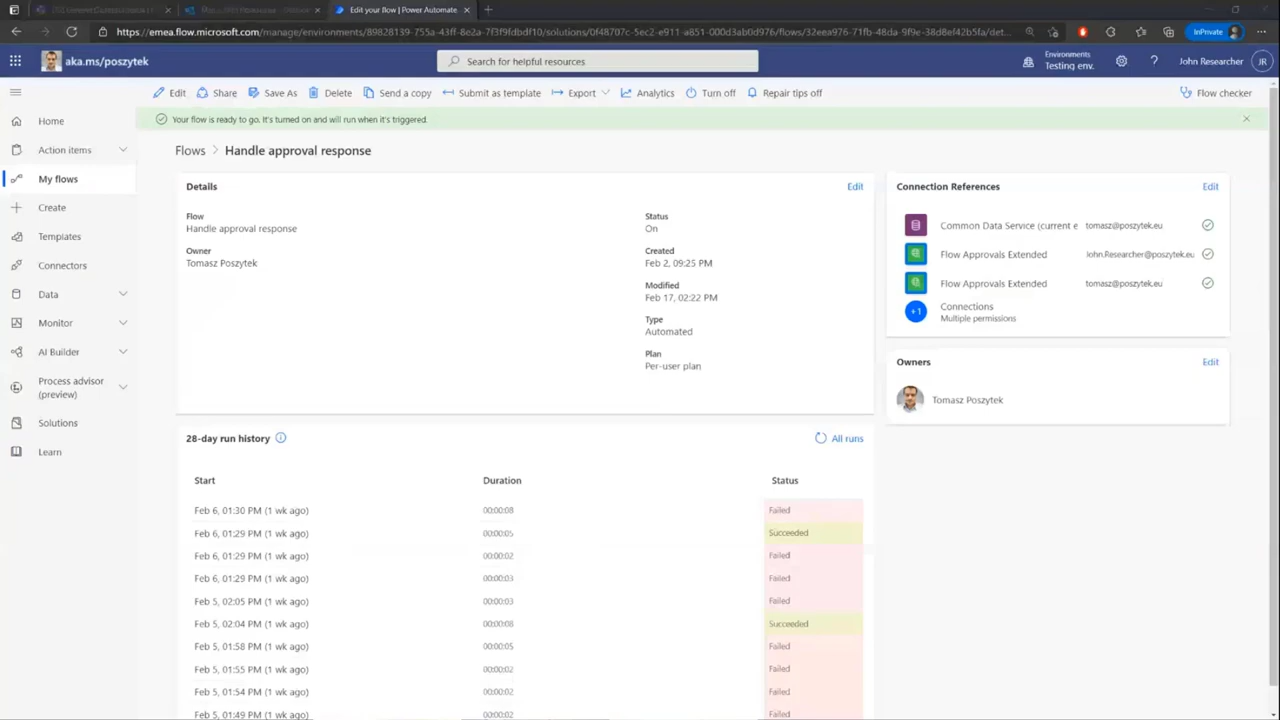 Edit your flow | Power Automate
https://emea.flow.microsoft.com/manage/environments/89828139-755a-43ff-8e2a-7f3f9fdbdf10/solutions/0f48707c-5ec2-e911-a851-000d3ab0d976/flows/32eea976-71fb-48da-9f9e-38d8ef42b5fa/det...
InPrivate
aka.ms/poszytek
Search for helpful resources
Environments
Testing env.
John Researcher
JR
Edit
Share
Save As
Delete
Send a copy
Submit as template
Export
Analytics
Turn off
Repair tips off
Flow checker
Your flow is ready to go. It's turned on and will run when it's triggered.
Home
Action items
My flows
Create
Templates
Connectors
Data
Monitor
AI Builder
Process advisor
(preview)
Solutions
Learn
Flows > Handle approval response
Details
Edit
Flow
Handle approval response
Owner
Tomasz Poszytek
Status
On
Created
Feb 2, 09:25 PM
Modified
Feb 17, 02:22 PM
Type
Automated
Plan
Per-user plan
Connection References
Edit
Common Data Service (current e tomasz@poszytek.eu
Flow Approvals Extended John.Researcher@poszytek.eu
Flow Approvals Extended tomasz@poszytek.eu
+1
Connections
Multiple permissions
Owners
Edit
Tomasz Poszytek
28-day run history
All runs
Start Duration Status
Feb 6, 01:30 PM (1 wk ago) 00:00:08 Failed
Feb 6, 01:29 PM (1 wk ago) 00:00:05 Succeeded
Feb 6, 01:29 PM (1 wk ago) 00:00:02 Failed
Feb 6, 01:29 PM (1 wk ago) 00:00:03 Failed
Feb 5, 02:05 PM (1 wk ago) 00:00:03 Failed
Feb 5, 02:04 PM (1 wk ago) 00:00:08 Succeeded
Feb 5, 01:58 PM (1 wk ago) 00:00:05 Failed
Feb 5, 01:55 PM (1 wk ago) 00:00:02 Failed
Feb 5, 01:54 PM (1 wk ago) 00:00:02 Failed
Feb 5, 01:49 PM (1 wk ago) 00:00:02 Failed